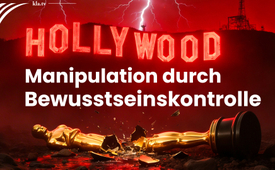 kla.tv
HOLLYWOOD
Manipulation durch
Bewusstseinskontrolle